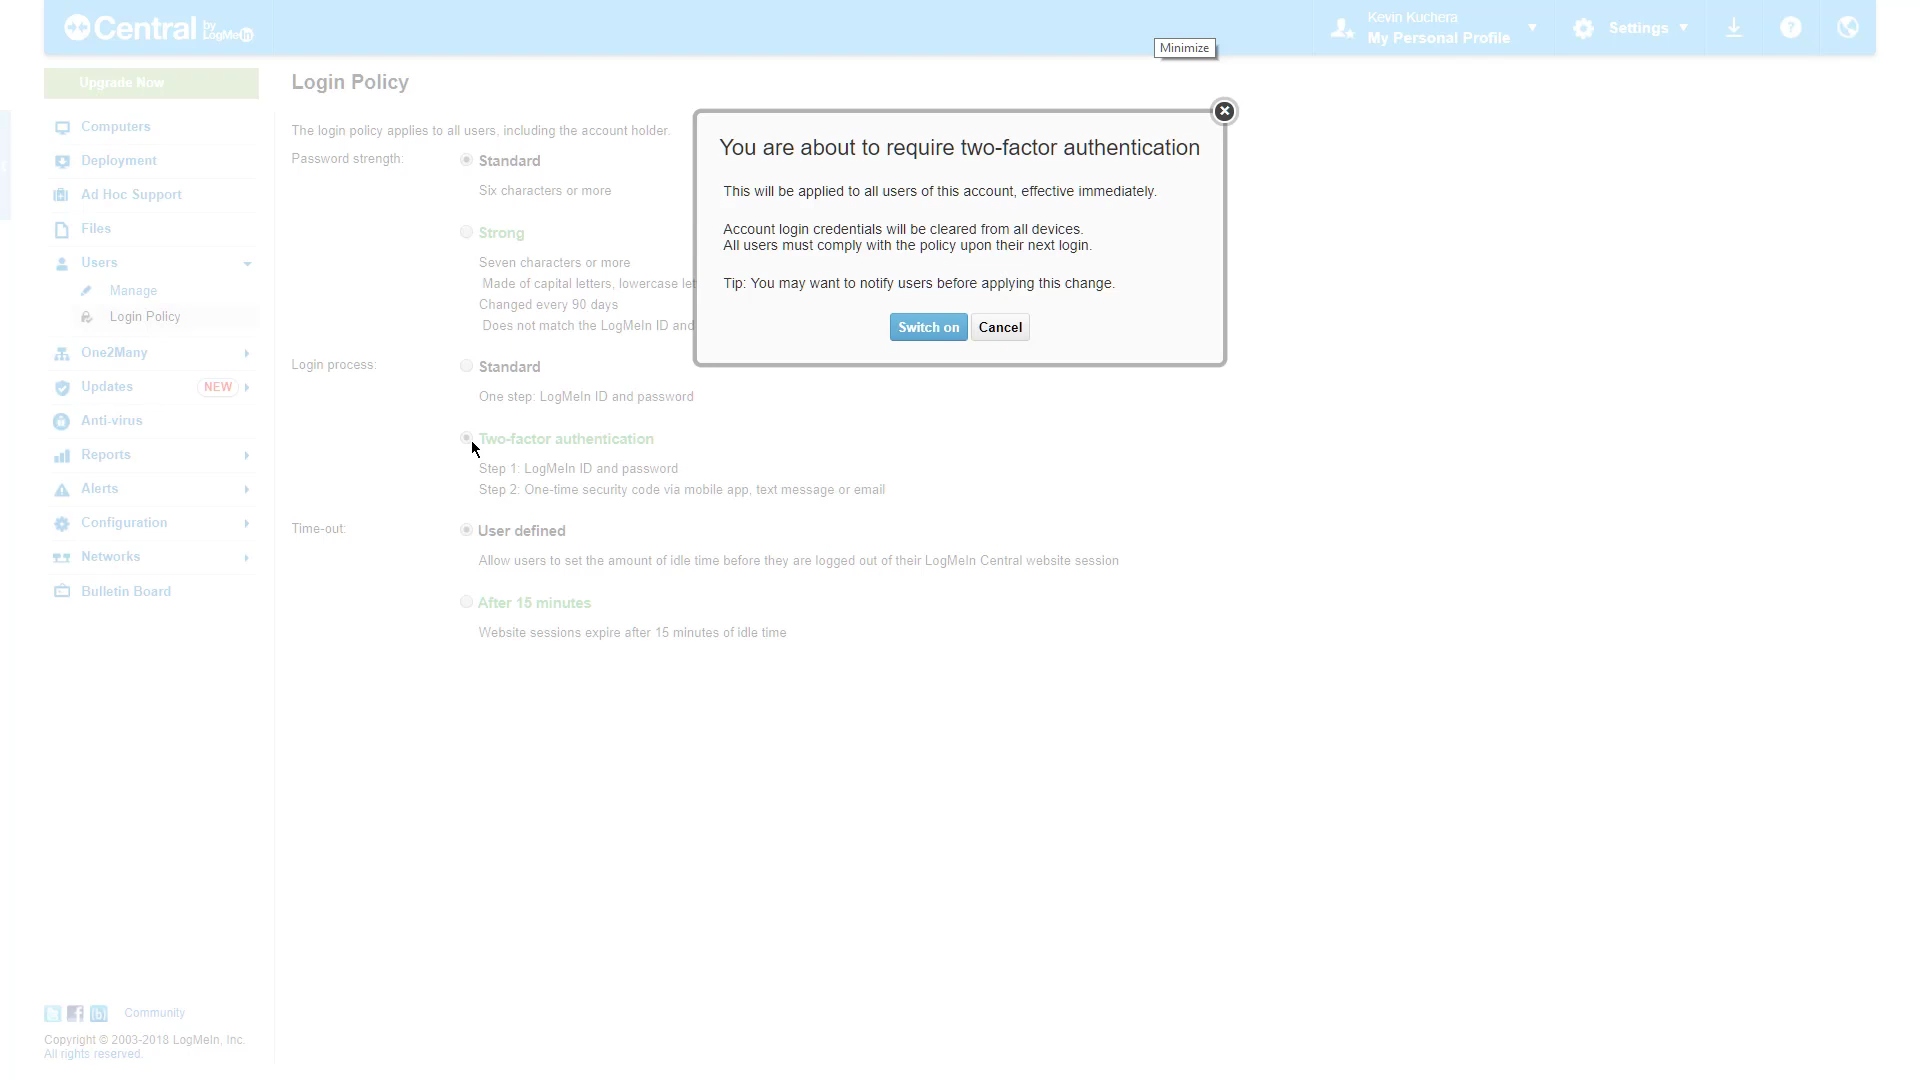 Central by LogMeIn
Kevin Kuchera
My Personal Profile
Settings
Minimize
Upgrade Now
Computers
Deployment
Ad Hoc Support
Files
Users
Manage
Login Policy
One2Many
Updates NEW
Anti-virus
Reports
Alerts
Configuration
Networks
Bulletin Board
Community
Copyright © 2003-2018 LogMeIn, Inc.
All rights reserved.
Login Policy
The login policy applies to all users, including the account holder.
Password strength:
Standard
Six characters or more
Strong
Seven characters or more
Made of capital letters, lowercase let
Changed every 90 days
Does not match the LogMeIn ID and
Login process:
Standard
One step: LogMeIn ID and password
Two-factor authentication
Step 1: LogMeIn ID and password
Step 2: One-time security code via mobile app, text message or email
Time-out:
User defined
Allow users to set the amount of idle time before they are logged out of their LogMeIn Central website session
After 15 minutes
Website sessions expire after 15 minutes of idle time
You are about to require two-factor authentication
This will be applied to all users of this account, effective immediately.
Account login credentials will be cleared from all devices.
All users must comply with the policy upon their next login.
Tip: You may want to notify users before applying this change.
Switch on
Cancel